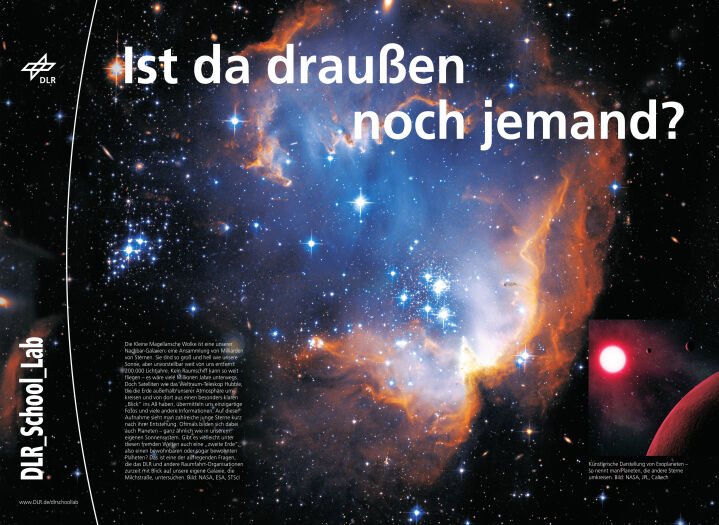 Ist da draußen
noch jemand?
DLR
DLR_School_Lab
Die Kleine Magellansche Wolke ist eine unserer
Nachbar-Galaxien: eine Ansammlung von Milliarden
von Sternen. Sie sind so groß und hell wie unsere
Sonne, aber unvorstellbar weit von uns entfernt:
200.000 Lichtjahre. Kein Raumschiff kann so weit
fliegen – es wäre viele Millionen Jahre unterwegs.
Doch Satelliten wie das Weltraum-Teleskop Hubble,
die die Erde außerhalb unserer Atmosphäre um-
kreisen und von dort aus einen besonders klaren
„Blick“ ins All haben, übermitteln uns einzigartige
Fotos und viele andere Informationen. Auf dieser
Aufnahme sieht man zahlreiche junge Sterne kurz
nach ihrer Entstehung. Oftmals bilden sich dabei
auch Planeten – ganz ähnlich wie in unserem
eigenen Sonnensystem. Gibt es vielleicht unter
diesen fremden Welten auch eine „zweite Erde“,
also einen bewohnbaren oder sogar bewohnten
Planeten? Das ist eine der aufregenden Fragen,
die das DLR und andere Raumfahrt-Organisationen
zurzeit mit Blick auf unsere eigene Galaxie, die
Milchstraße, untersuchen. Bild: NASA, ESA, STScI
Künstlerische Darstellung von Exoplaneten –
so nennt man Planeten, die andere Sterne
umkreisen. Bild: NASA, JPL, Caltech
www.DLR.de/dlrschoollab